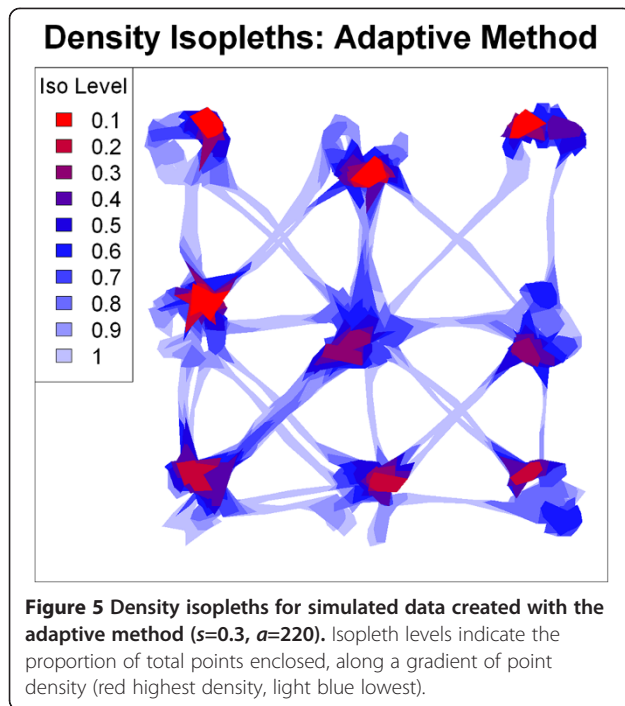 Density Isopleths: Adaptive Method
Iso Level
0.1
0.2
0.3
0.4
0.5
0.6
0.7
0.8
0.9
1
Figure 5 Density isopleths for simulated data created with the
adaptive method (s=0.3, a=220). Isopleth levels indicate the
proportion of total points enclosed, along a gradient of point
density (red highest density, light blue lowest).